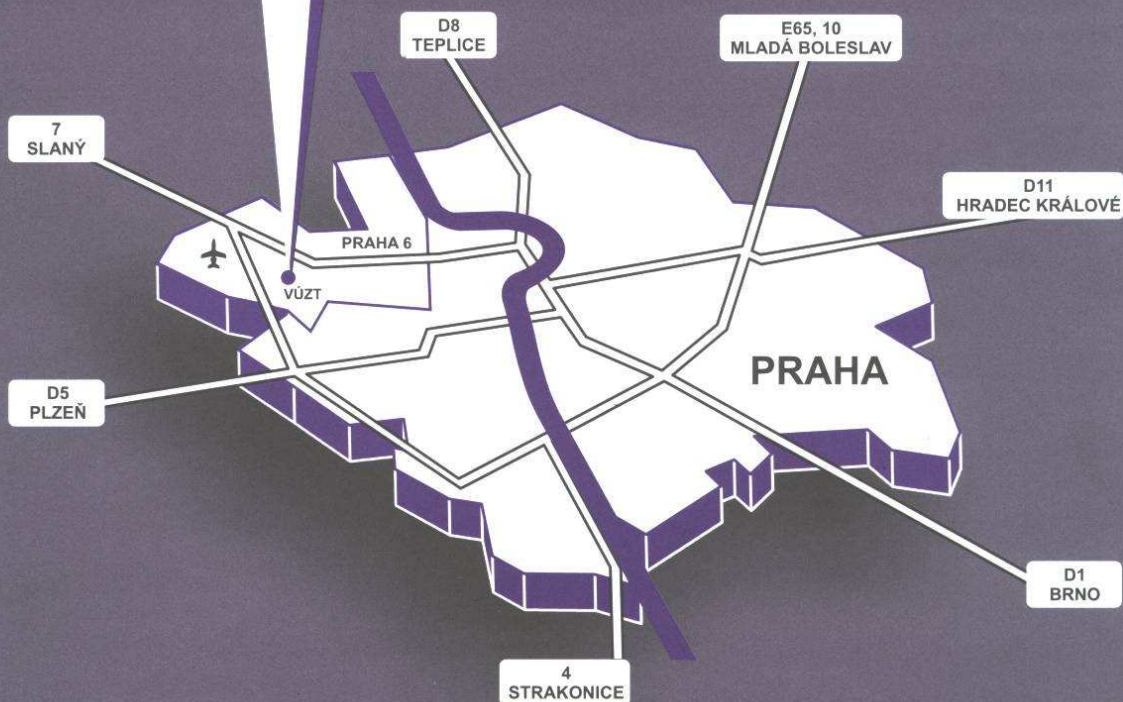 D8
TEPLICE
E65, 10
MLADÁ BOLESLAV
7
SLANÝ
D11
HRADEC KRÁLOVÉ
PRAHA 6
VÚZT
PRAHA
D5
PLZEŇ
D1
BRNO
4
STRAKONICE